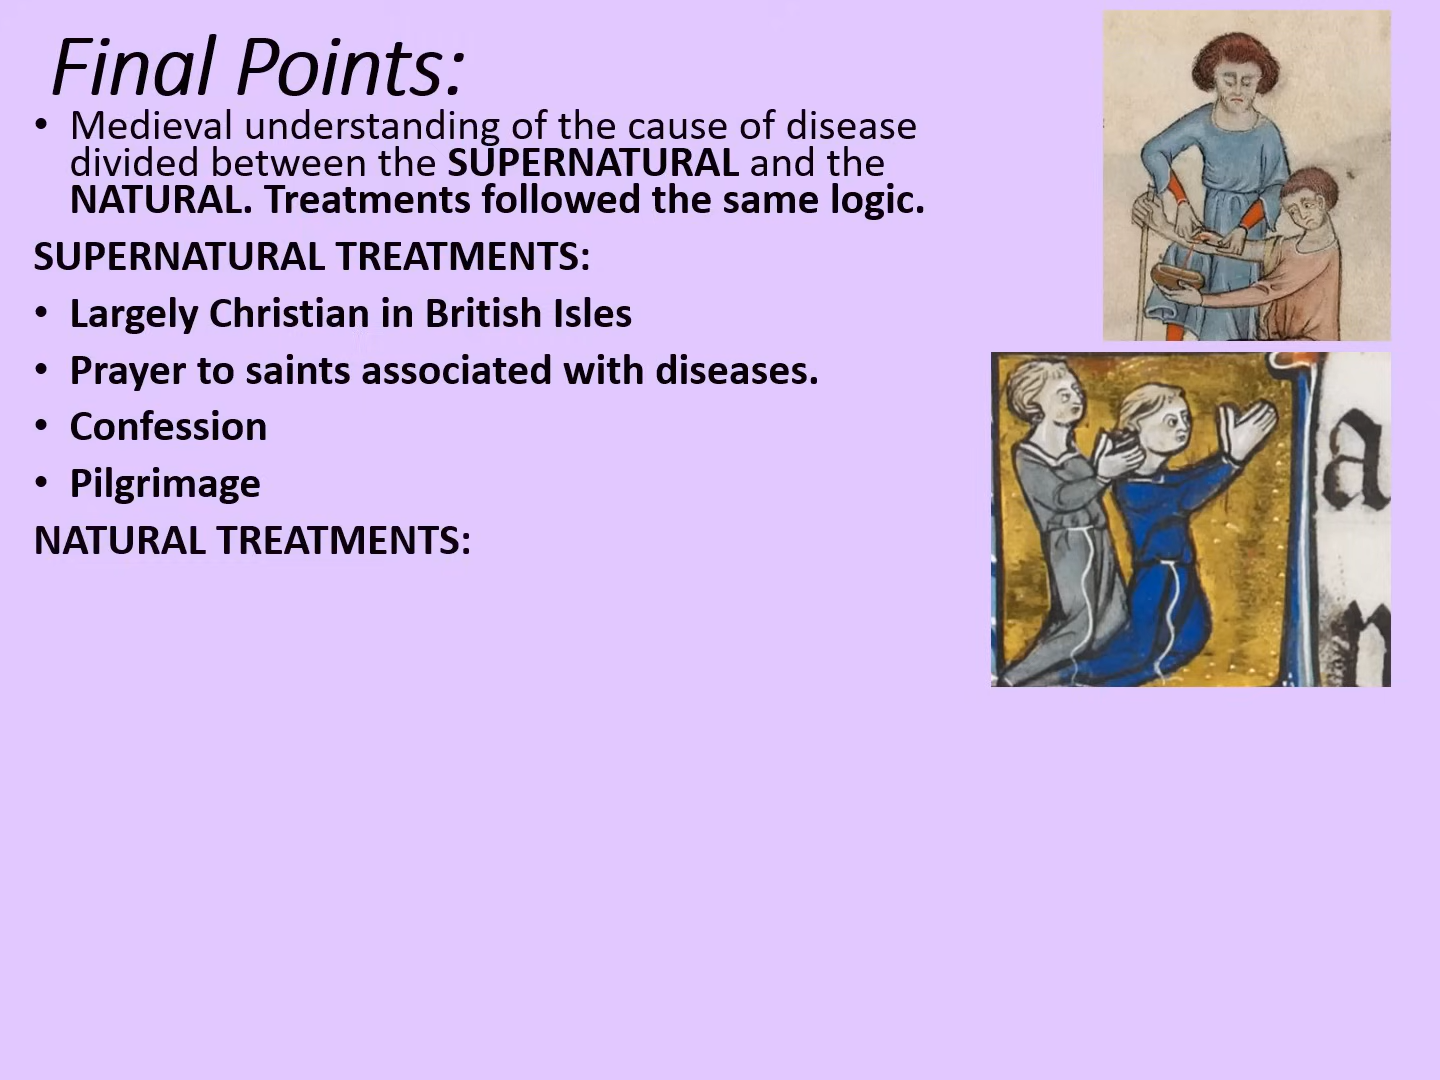 Final Points:
• Medieval understanding of the cause of disease
divided between the SUPERNATURAL and the
NATURAL. Treatments followed the same logic.
SUPERNATURAL TREATMENTS:
• Largely Christian in British Isles
• Prayer to saints associated with diseases.
• Confession
• Pilgrimage
NATURAL TREATMENTS:
a
n